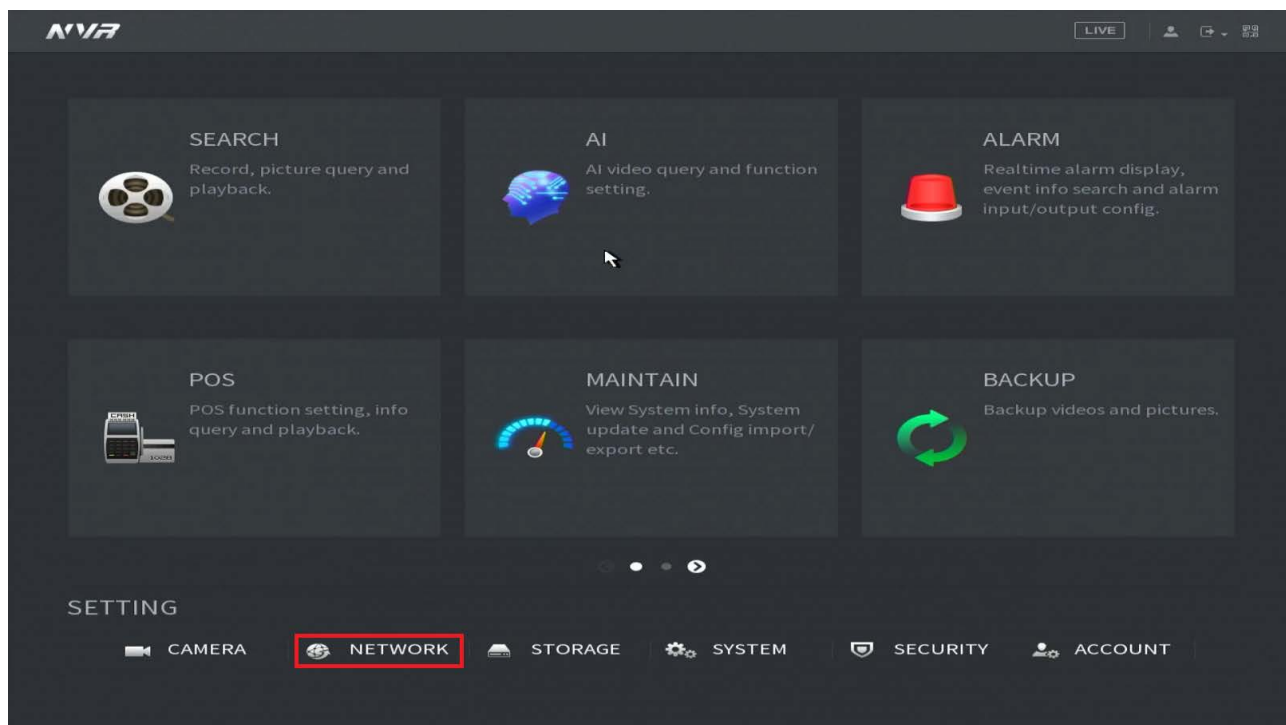 NVR
LIVE
SEARCH
Record, picture query and
playback.
AI
AI video query and function
setting.
ALARM
Realtime alarm display,
event info search and alarm
input/output config.
POS
POS function setting, info
query and playback.
CASH
MAINTAIN
View System info, System
update and Config import/
export etc.
BACKUP
Backup videos and pictures.
SETTING
CAMERA
NETWORK
STORAGE
SYSTEM
SECURITY
ACCOUNT